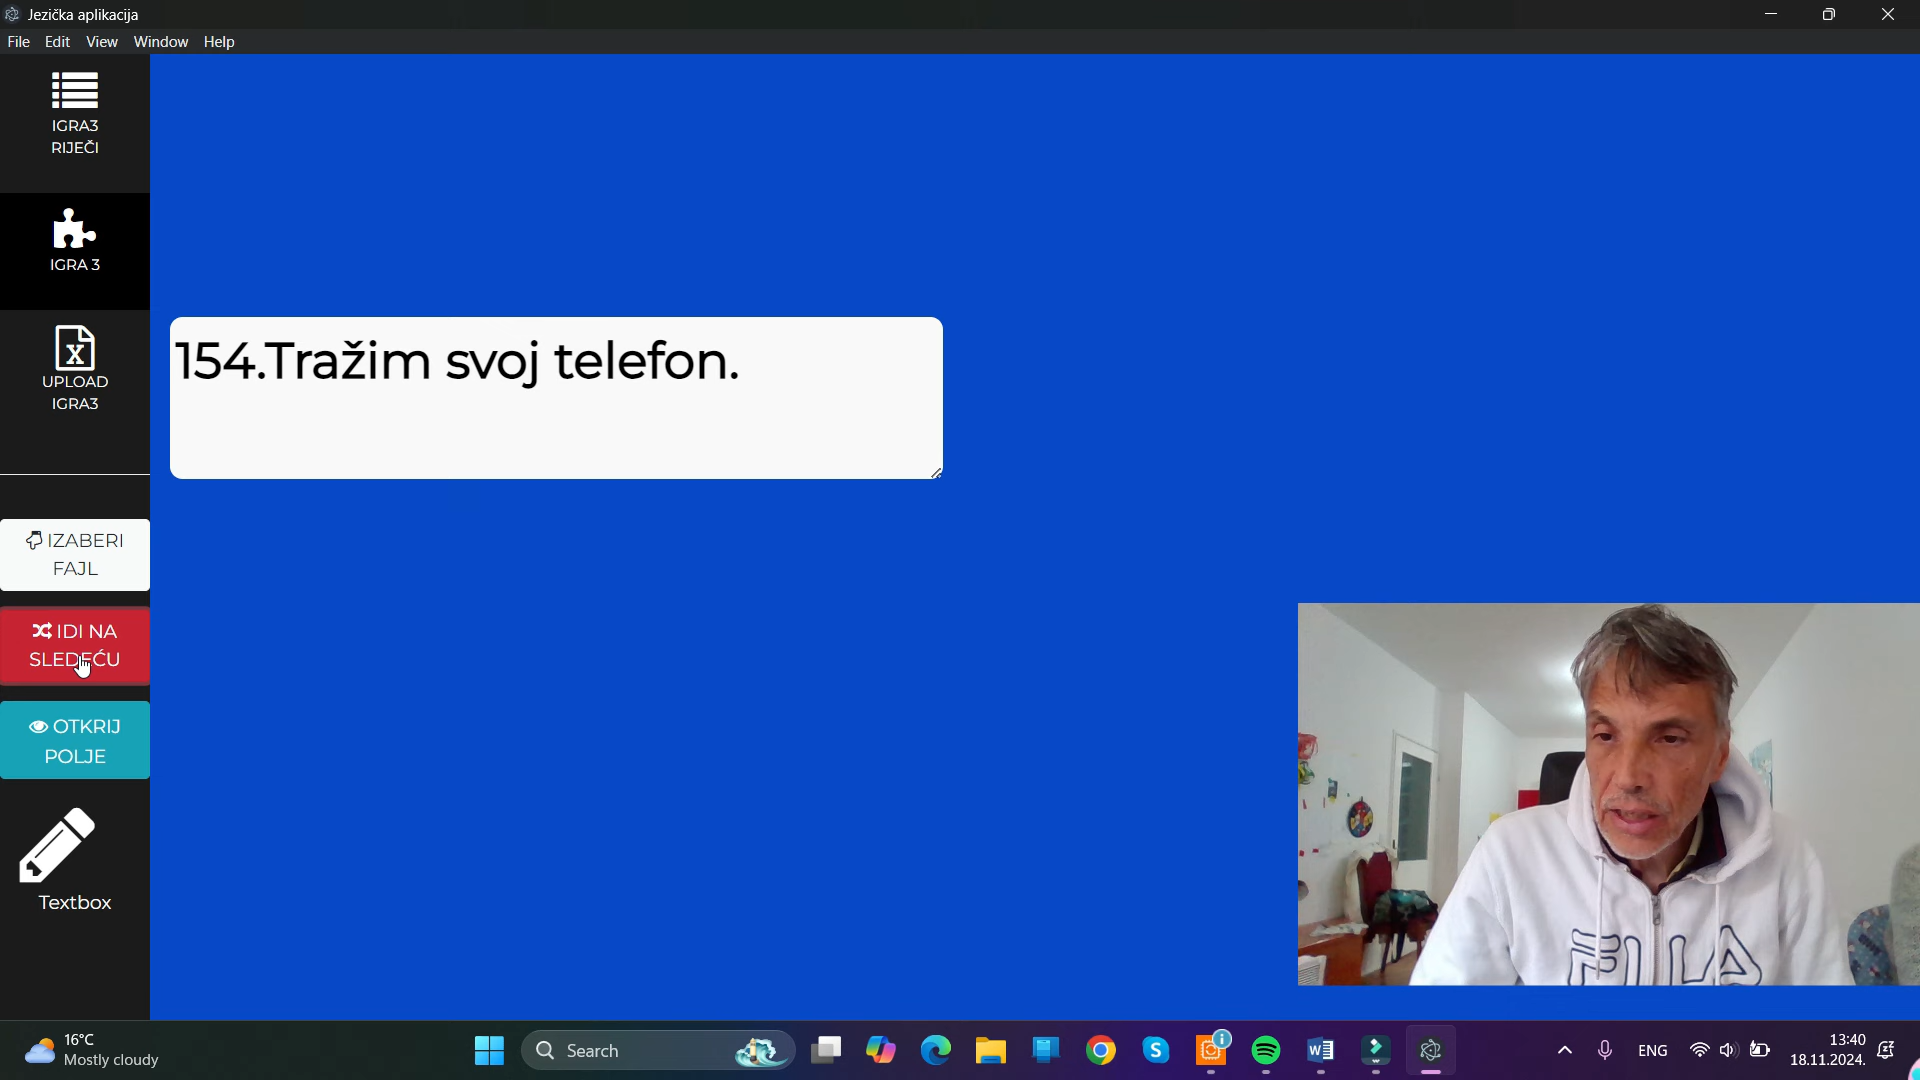 Jezička aplikacija
File Edit View Window Help
IGRA3
RIJEČI
IGRA 3
X
UPLOAD
IGRA3
154.Tražim svoj telefon.
IZABERI
FAJL
IDI NA
SLEDEĆU
OTKRIJ
POLJE
Textbox
FILA
16°C
Mostly cloudy
Search
ENG
13:40
18.11.2024.